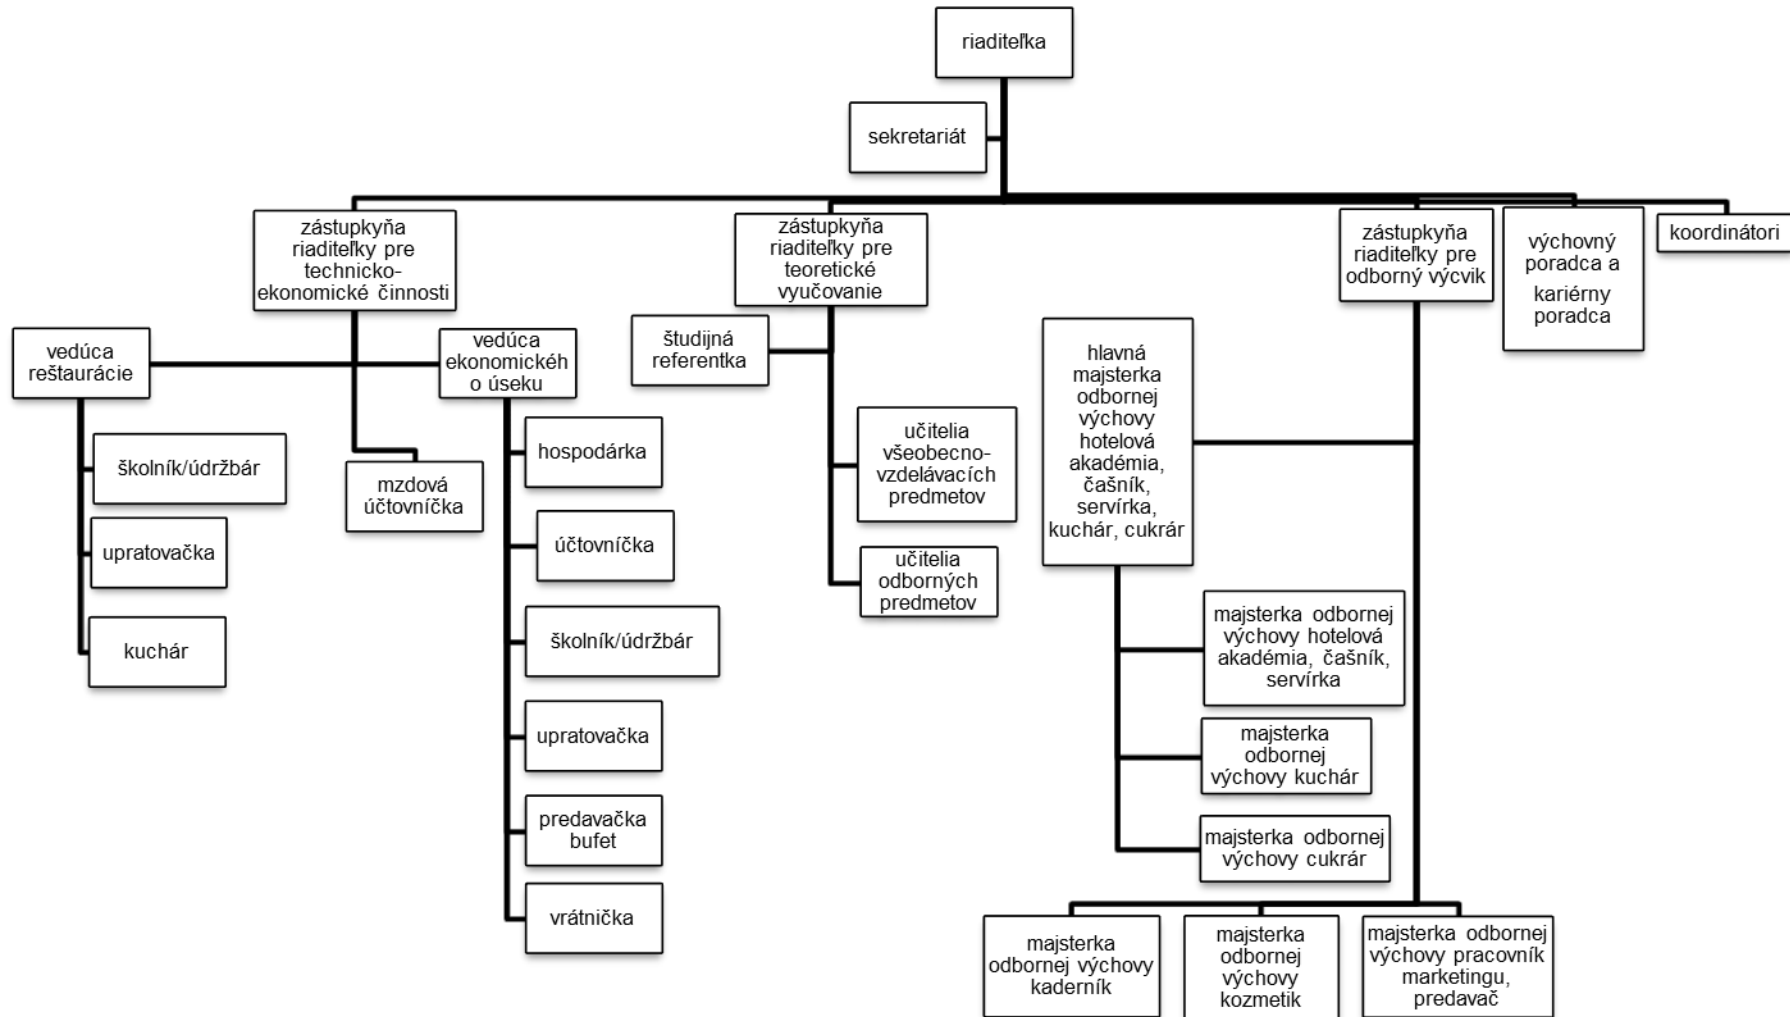 riaditeľka
sekretariát
zástupkyňa
riaditeľky pre
technicko-
ekonomické činnosti
zástupkyňa
riaditeľky pre
teoretické
vyučovanie
zástupkyňa
riaditeľky pre
odborný výcvik
výchovný
poradca a
kariérny
poradca
koordinátori
vedúca
reštaurácie
vedúca
ekonomickéh
o úseku
študijná
referentka
hlavná
majsterka
odbornej
výchovy
hotelová
akadémia,
čašník,
servírka,
kuchár, cukrár
školník/údržbár
upratovačka
kuchár
mzdová
účtovníčka
hospodárka
účtovníčka
školník/údržbár
upratovačka
predavačka
bufet
vrátnička
učitelia
všeobecno-
vzdelávacích
predmetov
učitelia
odborných
predmetov
majsterka odbornej
výchovy hotelová
akadémia, čašník,
servírka
majsterka
odbornej
výchovy kuchár
majsterka odbornej
výchovy cukrár
majsterka
odbornej výchovy
kaderník
majsterka
odbornej
výchovy
kozmetik
majsterka odbornej
výchovy pracovník
marketingu,
predavač